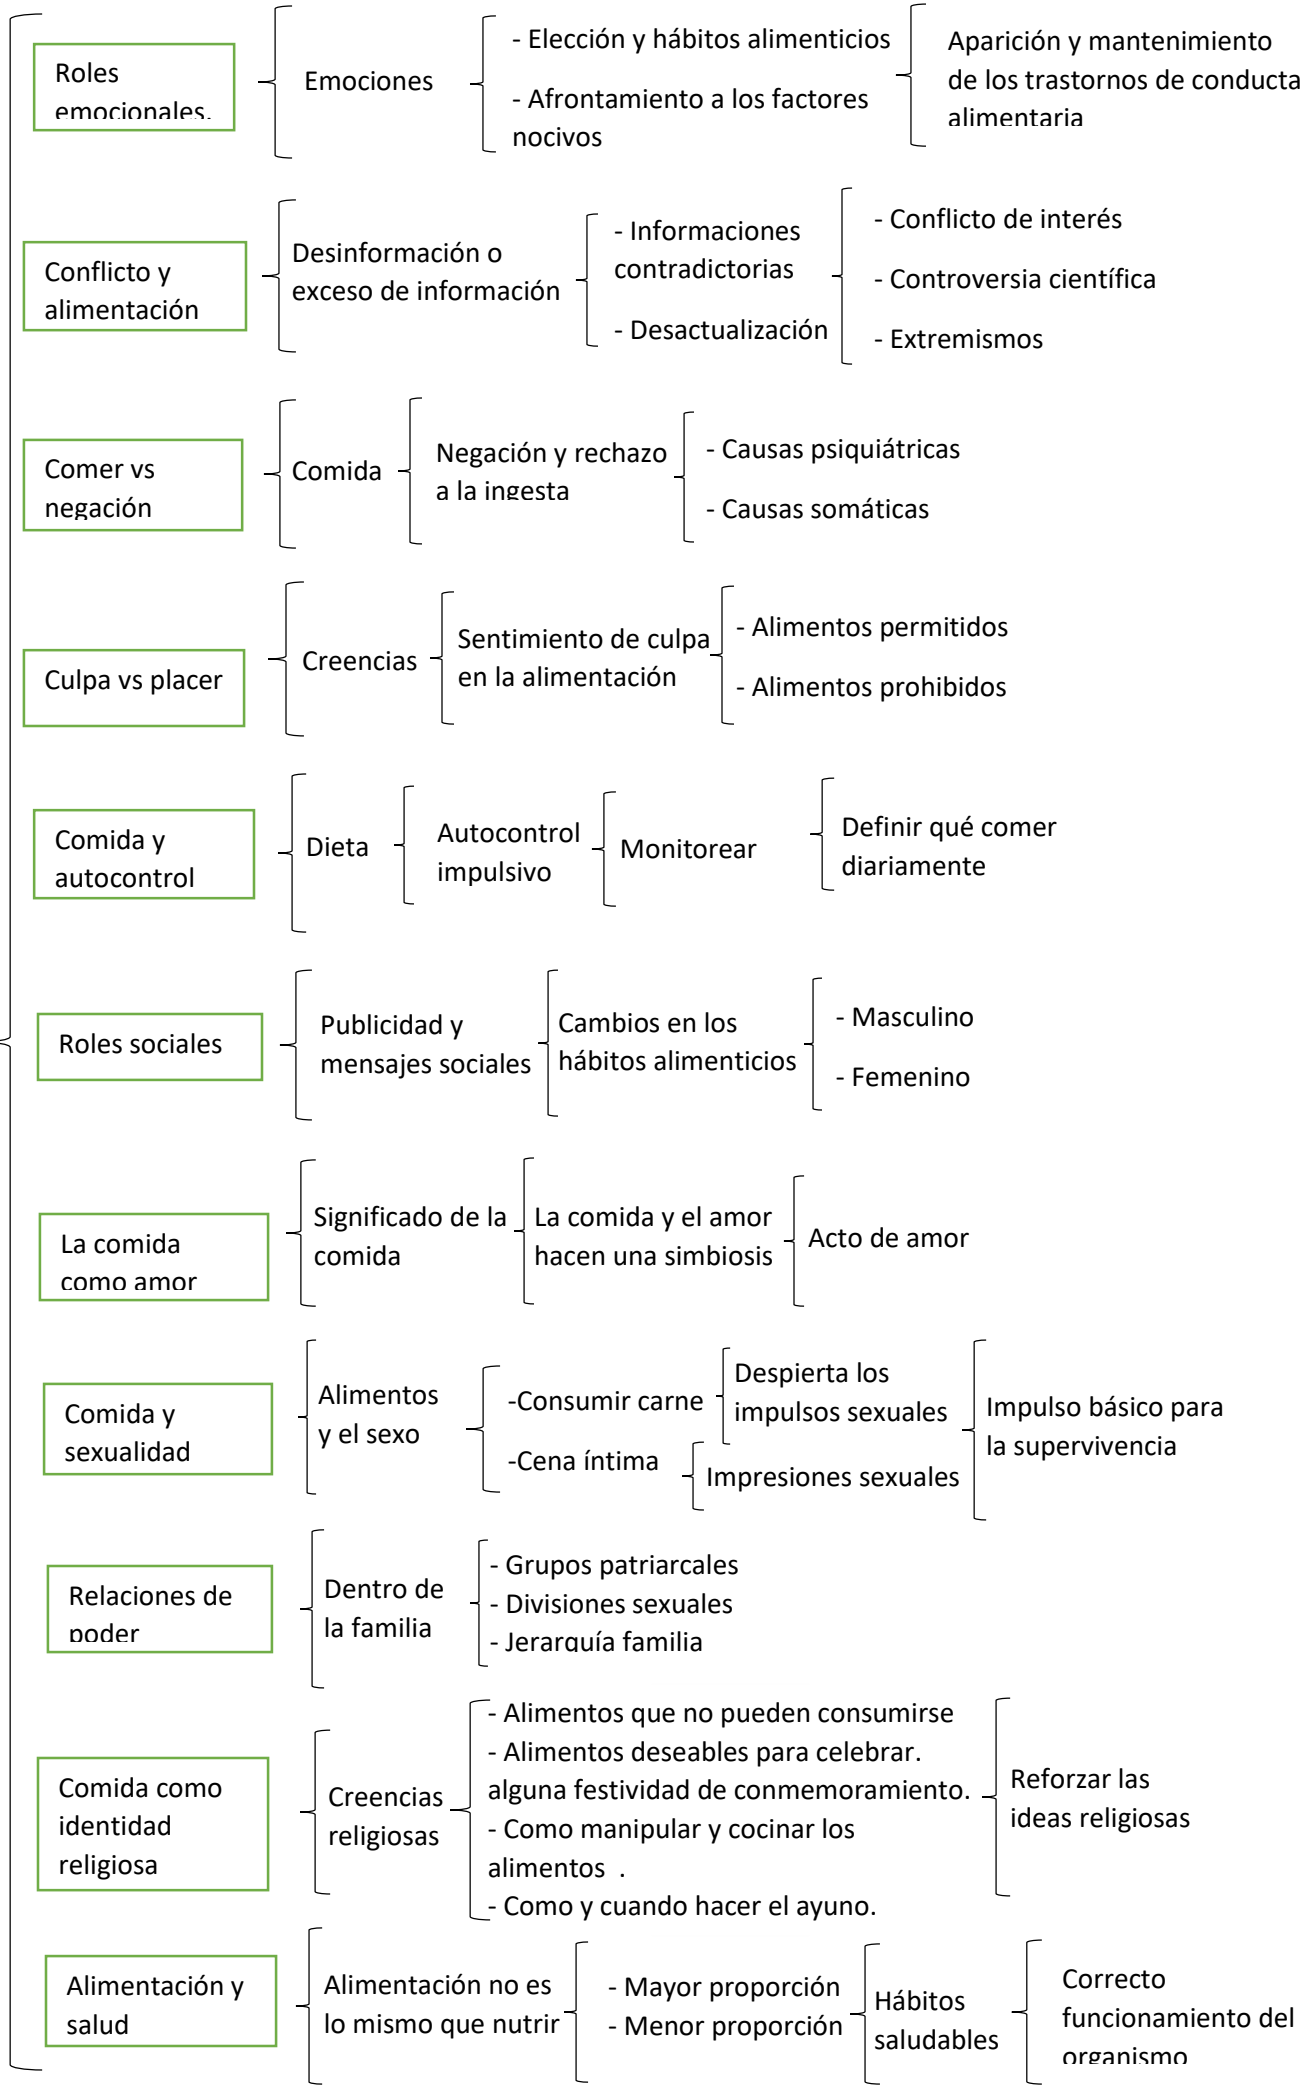 Roles
emocionales.
Emociones
- Elección y hábitos alimenticios
- Afrontamiento a los factores
nocivos
Aparición y mantenimiento
de los trastornos de conducta
alimentaria
Conflicto y
alimentación
Desinformación o
exceso de información
- Informaciones
contradictorias
- Desactualización
- Conflicto de interés
- Controversia científica
- Extremismos
Comer vs
negación
Comida
Negación y rechazo
a la ingesta
- Causas psiquiátricas
- Causas somáticas
Culpa vs placer
Creencias
Sentimiento de culpa
en la alimentación
- Alimentos permitidos
- Alimentos prohibidos
Comida y
autocontrol
Dieta
Autocontrol
impulsivo
Monitorear
Definir qué comer
diariamente
Roles sociales
Publicidad y
mensajes sociales
Cambios en los
hábitos alimenticios
- Masculino
- Femenino
La comida
como amor
Significado de la
comida
La comida y el amor
hacen una simbiosis
Acto de amor
Comida y
sexualidad
Alimentos
y el sexo
-Consumir carne
-Cena íntima
Despierta los
impulsos sexuales
Impresiones sexuales
Impulso básico para
la supervivencia
Relaciones de
poder
Dentro de
la familia
- Grupos patriarcales
- Divisiones sexuales
- Jerarquía familia
Comida como
identidad
religiosa
Creencias
religiosas
- Alimentos que no pueden consumirse
- Alimentos deseables para celebrar.
alguna festividad de conmemoramiento.
- Como manipular y cocinar los
alimentos .
- Como y cuando hacer el ayuno.
Reforzar las
ideas religiosas
Alimentación y
salud
Alimentación no es
lo mismo que nutrir
- Mayor proporción
- Menor proporción
Hábitos
saludables
Correcto
funcionamiento del
organismo